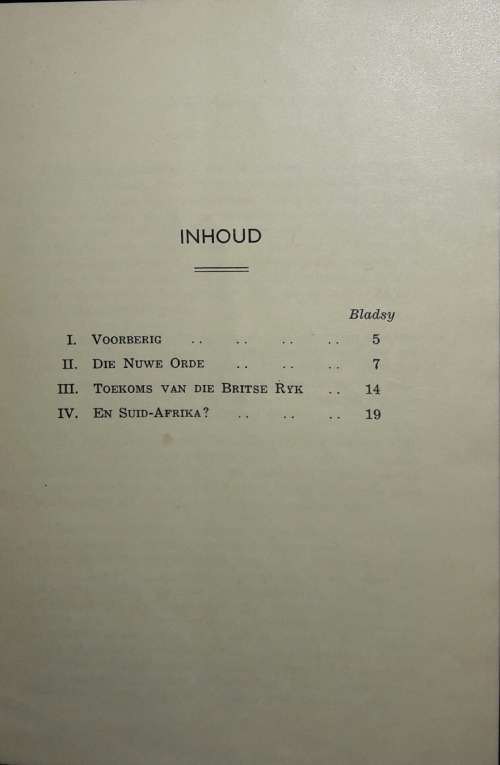 INHOUD
Bladsy
I. Voorberig .. .. .. .. 5
II. Die Nuwe Orde .. .. .. 7
III. Toekoms van die Britse Ryk .. 14
IV. En Suid-Afrika? .. .. .. 19